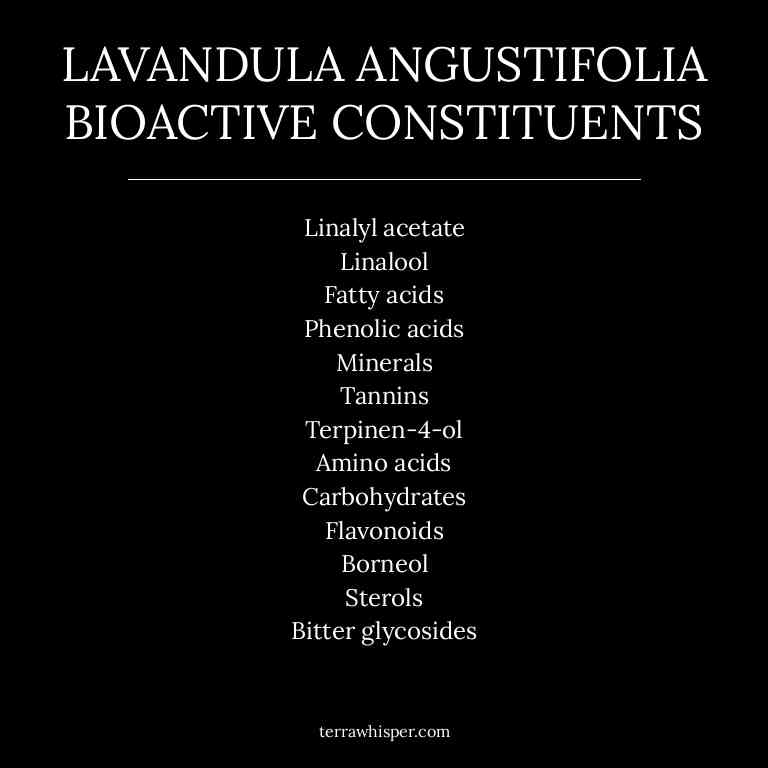 LAVANDULA ANGUSTIFOLIA
BIOACTIVE CONSTITUENTS
Linalyl acetate
Linalool
Fatty acids
Phenolic acids
Minerals
Tannins
Terpinen-4-ol
Amino acids
Carbohydrates
Flavonoids
Borneol
Sterols
Bitter glycosides
terrawhisper.com